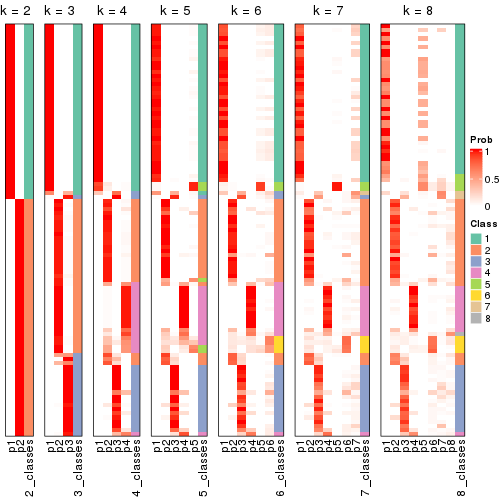 k = 2 k = 3 k = 4 k = 5 k = 6 k = 7 k = 8
Prob
1
0.5
0
Class
1
2
3
4
5
6
7
8
p1 p2 2_classes
p1 p2 p3 3_classes
p1 p2 p3 p4 4_classes
p1 p2 p3 p4 p5 5_classes
p1 p2 p3 p4 p5 p6 6_classes
p1 p2 p3 p4 p5 p6 p7 7_classes
p1 p2 p3 p4 p5 p6 p7 p8 8_classes